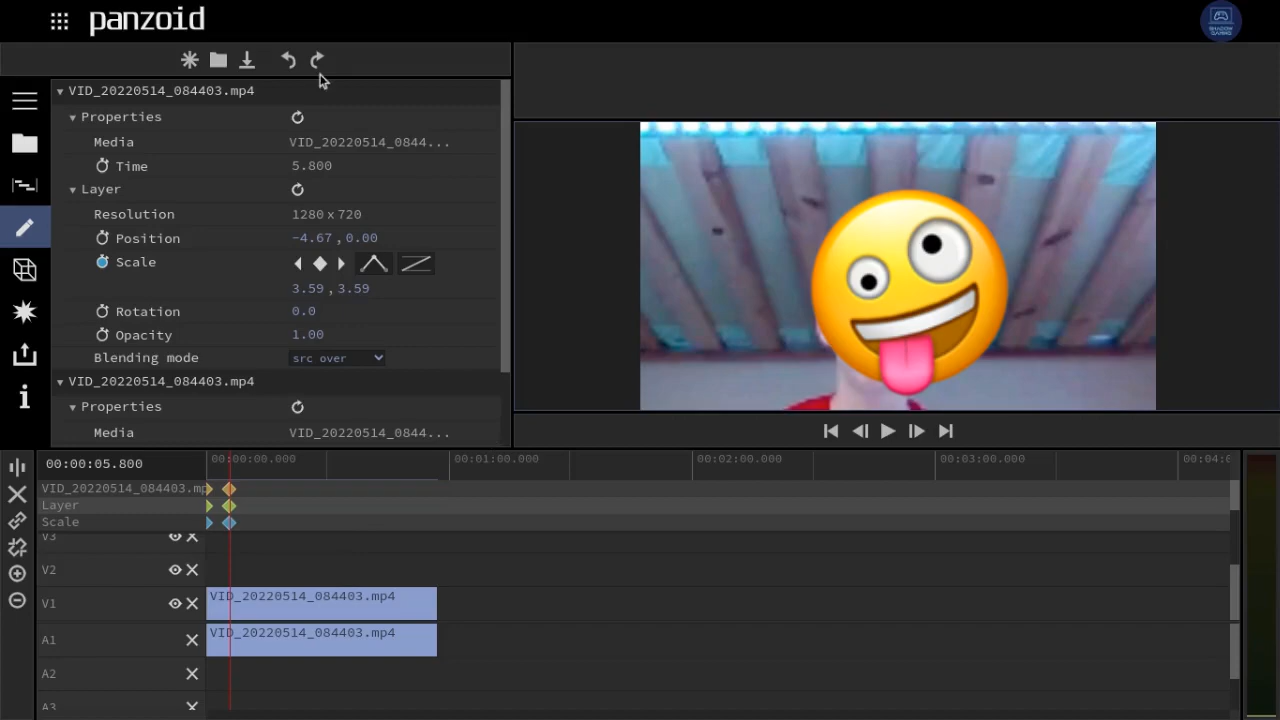 panzoid
SHADOW
GAMING
VID_20220514_084403.mp4
Properties
Media VID_20220514_0844...
Time 5.800
Layer
Resolution 1280 x 720
Position -4.67 , 0.00
Scale
3.59 , 3.59
Rotation 0.0
Opacity 1.00
Blending mode src over
VID_20220514_084403.mp4
Properties
Media VID_20220514_0844...
00:00:05.800 00:00:00.000 00:01:00.000 00:02:00.000 00:03:00.000 00:04:0
VID_20220514_084403.mp
Layer
Scale
V3
V2
V1 VID_20220514_084403.mp4
A1 VID_20220514_084403.mp4
A2
A3